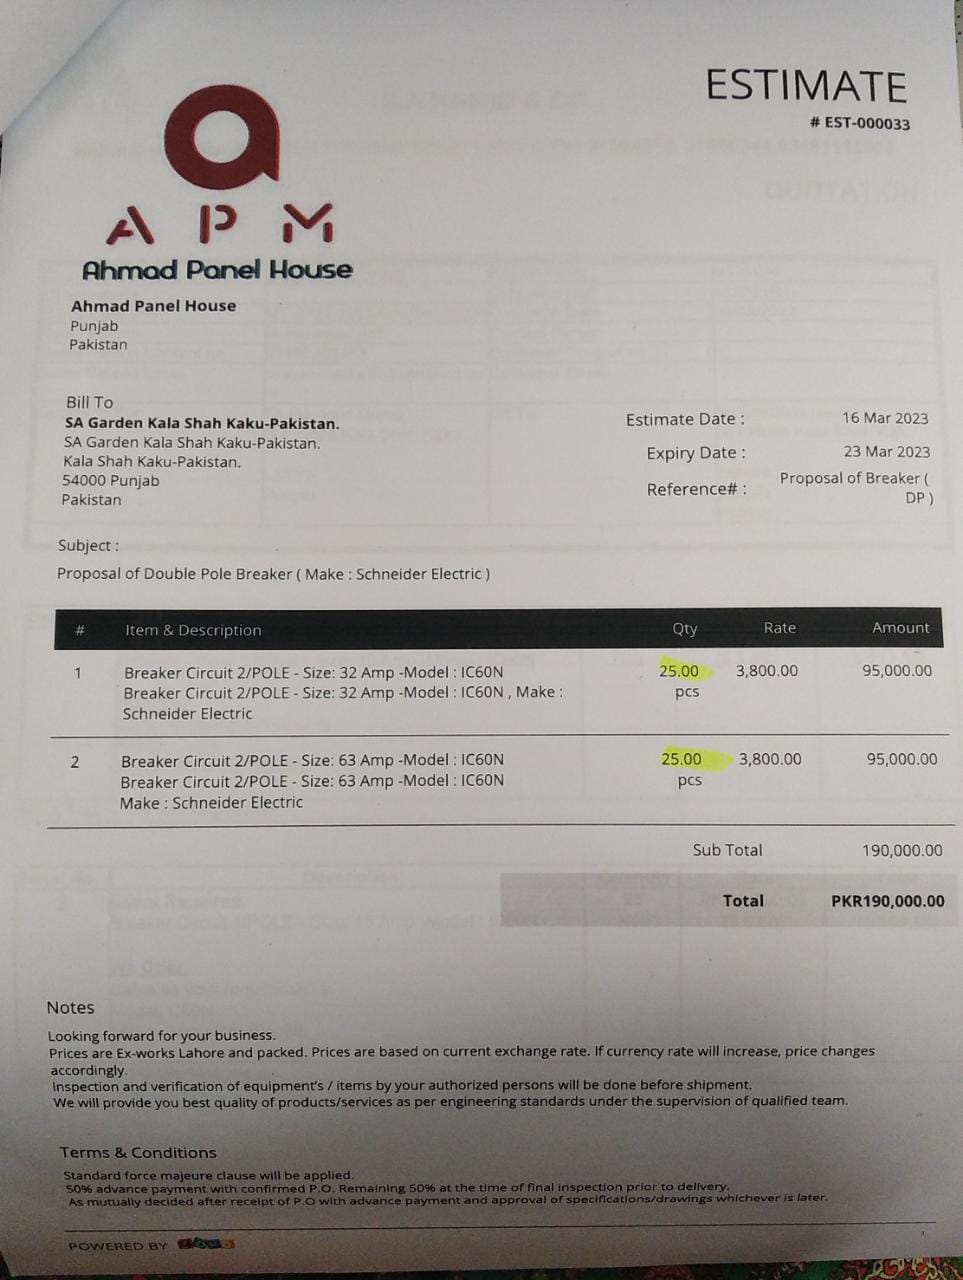 ESTIMATE
# EST-000033
APM
Ahmad Panel House
Ahmad Panel House
Punjab
Pakistan
Bill To
SA Garden Kala Shah Kaku-Pakistan.
SA Garden Kala Shah Kaku-Pakistan.
Kala Shah Kaku-Pakistan.
54000 Punjab
Pakistan
Estimate Date : 16 Mar 2023
Expiry Date : 23 Mar 2023
Reference# : Proposal of Breaker (
DP )
Subject :
Proposal of Double Pole Breaker ( Make : Schneider Electric )
# Item & Description Qty Rate Amount
1 Breaker Circuit 2/POLE - Size: 32 Amp -Model : IC60N 25.00 3,800.00 95,000.00
Breaker Circuit 2/POLE - Size: 32 Amp -Model : IC60N , Make : pcs
Schneider Electric
2 Breaker Circuit 2/POLE - Size: 63 Amp -Model : IC60N 25.00 3,800.00 95,000.00
Breaker Circuit 2/POLE - Size: 63 Amp -Model : IC60N pcs
Make : Schneider Electric
Sub Total 190,000.00
Total PKR190,000.00
Notes
Looking forward for your business.
Prices are Ex-works Lahore and packed. Prices are based on current exchange rate. If currency rate will increase, price changes
accordingly.
Inspection and verification of equipment's / items by your authorized persons will be done before shipment.
We will provide you best quality of products/services as per engineering standards under the supervision of qualified team.
Terms & Conditions
Standard force majeure clause will be applied.
50% advance payment with confirmed P.O. Remaining 50% at the time of final inspection prior to delivery.
As mutually decided after receipt of P.O with advance payment and approval of specifications/drawings whichever is later.
POWERED BY
QUOTATION